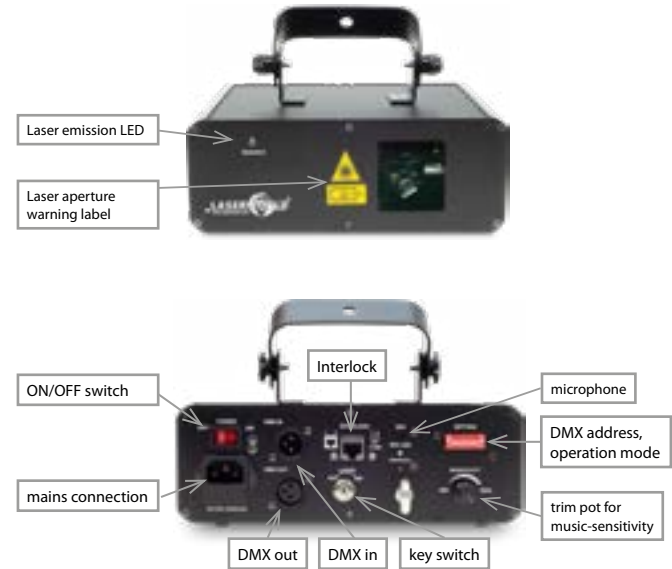 Laser emission LED
Laser aperture
warning label
LASERWORLD
Interlock
ON/OFF switch
microphone
DMX address,
operation mode
mains connection
trim pot for
music-sensitivity
DMX out
DMX in
key switch